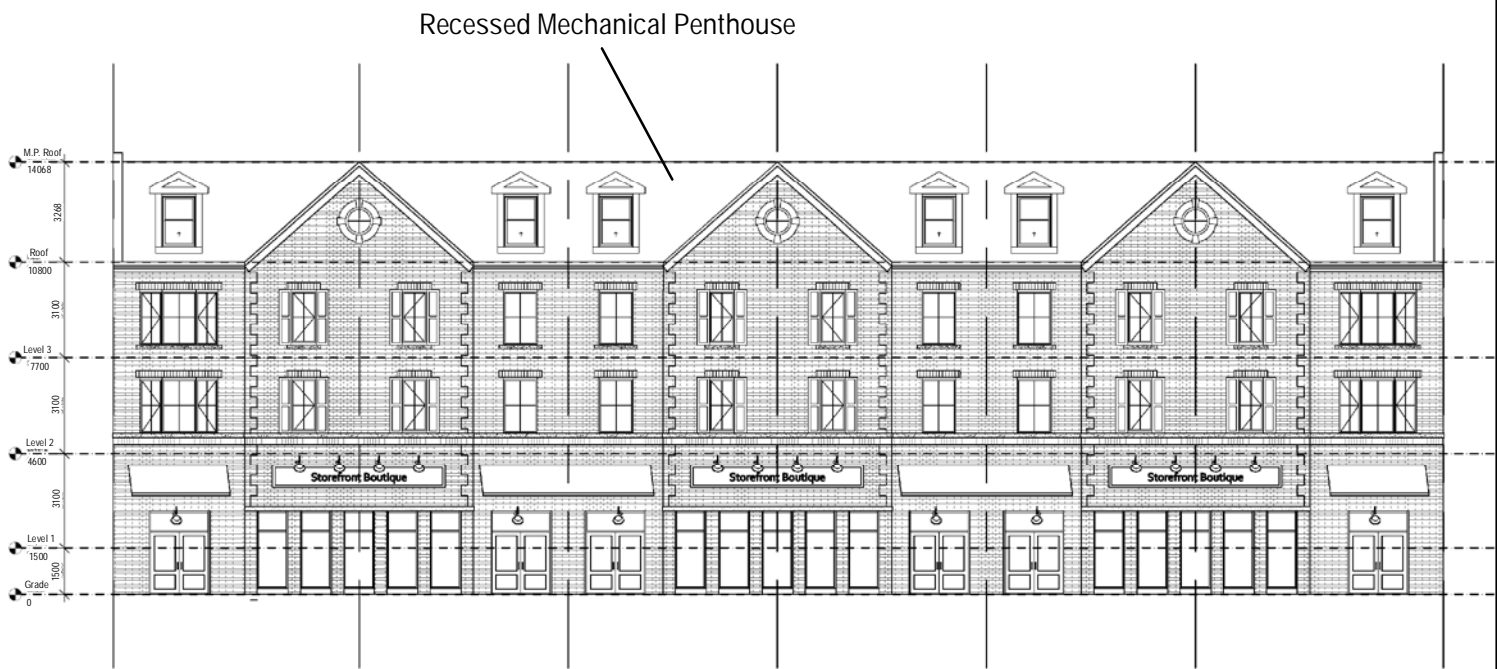 Recessed Mechanical Penthouse
M.P. Roof
14068
3268
Roof
10800
3100
Level 3
7700
3100
Level 2
4600
Storefront Boutique
Storefront Boutique
Storefront Boutique
3100
Level 1
1500
1500
Grade
0